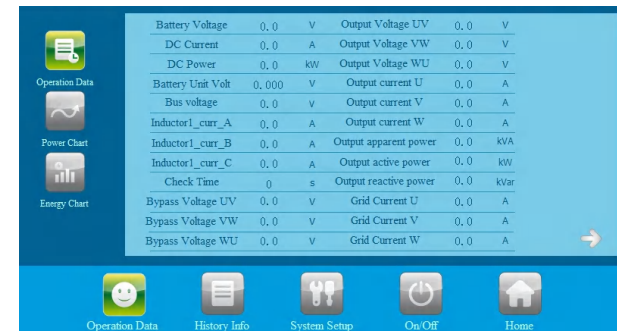 Battery Voltage 0.0 V Output Voltage UV 0.0 V
DC Current 0.0 A Output Voltage VW 0.0 V
DC Power 0.0 kW Output Voltage WU 0.0 V
Battery Unit Volt 0.000 V Output current U 0.0 A
Bus voltage 0.0 V Output current V 0.0 A
Inductor1_curr_A 0.0 A Output current W 0.0 A
Inductor1_curr_B 0.0 A Output apparent power 0.0 kVA
Inductor1_curr_C 0.0 A Output active power 0.0 kW
Check Time 0 s Output reactive power 0.0 kVar
Bypass Voltage UV 0.0 V Grid Current U 0.0 A
Bypass Voltage VW 0.0 V Grid Current V 0.0 A
Bypass Voltage WU 0.0 V Grid Current W 0.0 A
Operation Data
Power Chart
Energy Chart
Operation Data History Info System Setup On/Off Home